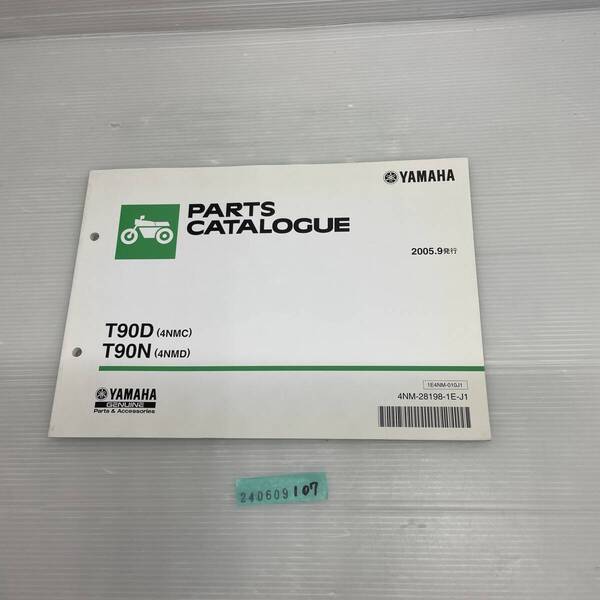 YAMAHA
PARTS
CATALOGUE
2005.9発行
T90D (4NMC)
T90N (4NMD)
YAMAHA
GENUINE
Parts & Accessories
1E4NM-010J1
4NM-28198-1E-J1
240609107